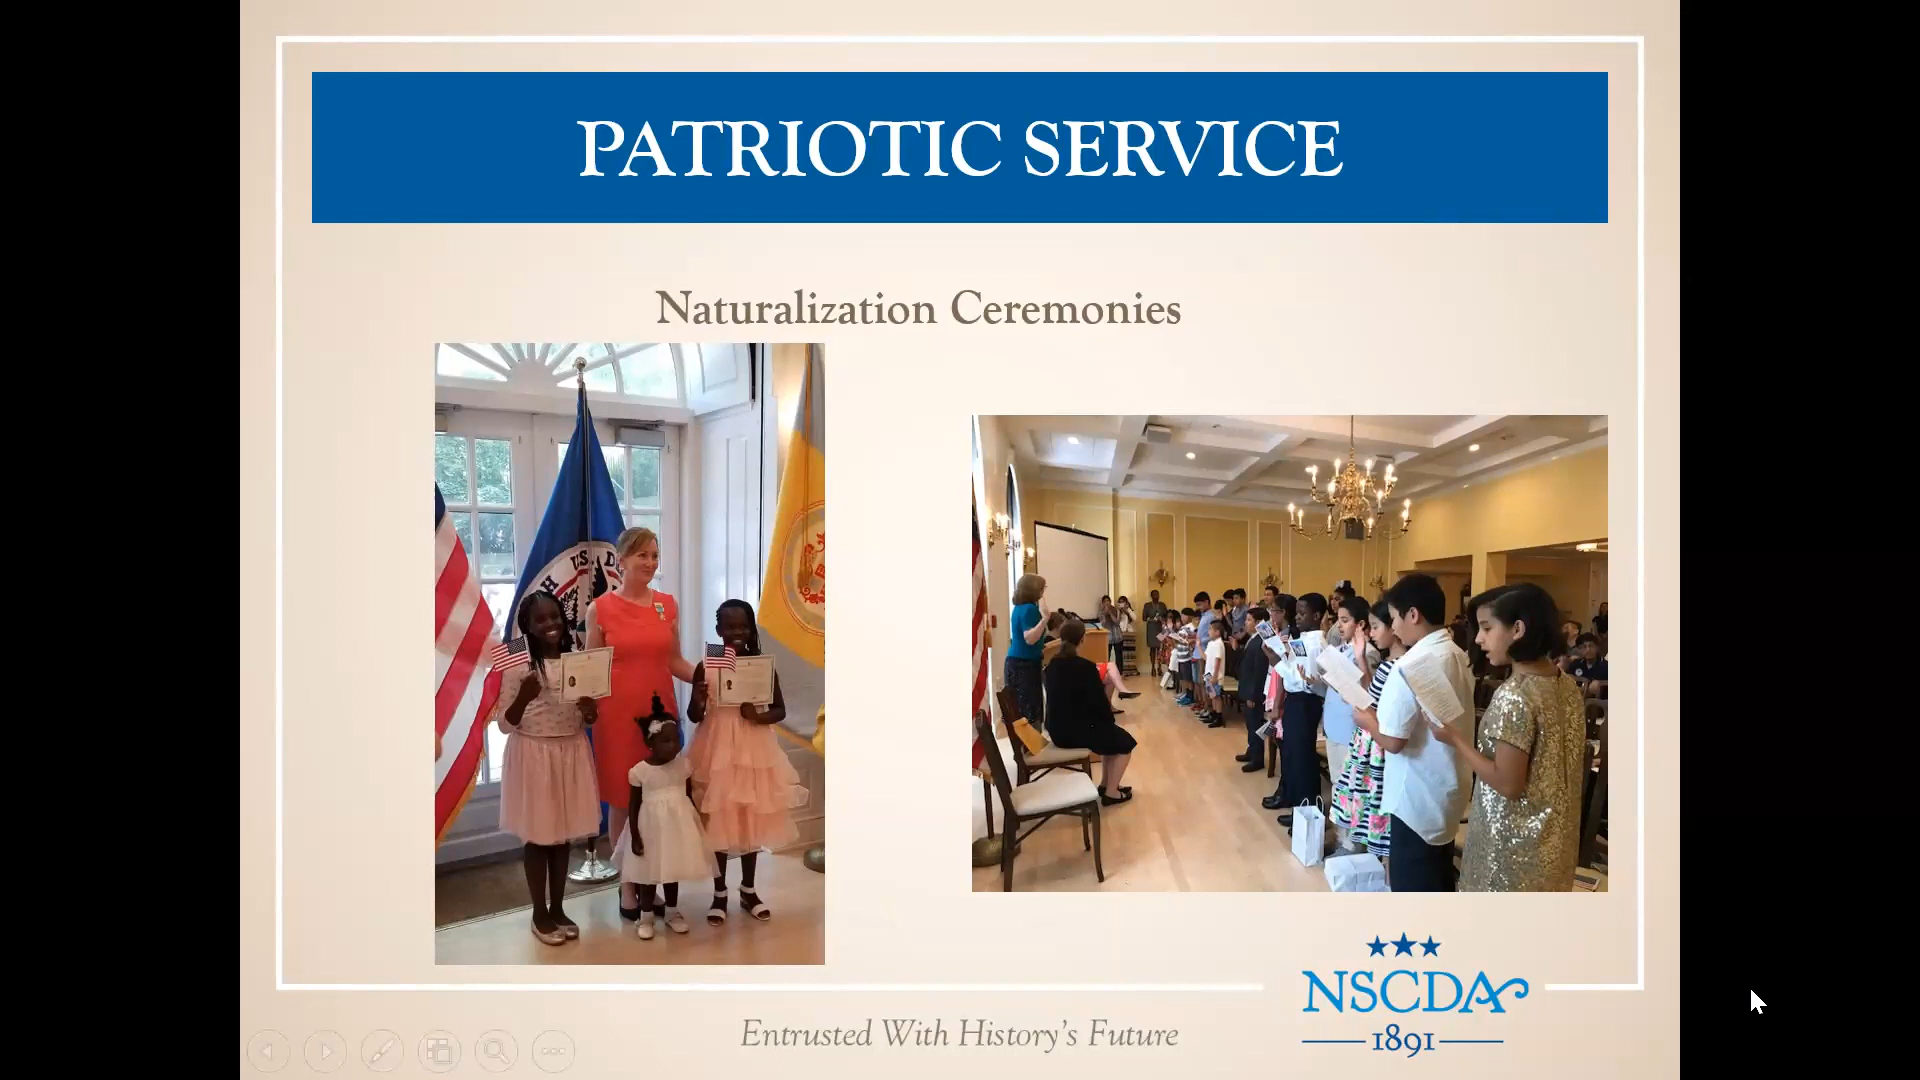 PATRIOTIC SERVICE
Naturalization Ceremonies
U.S. D
H
NSCDA
1891
Entrusted With History's Future